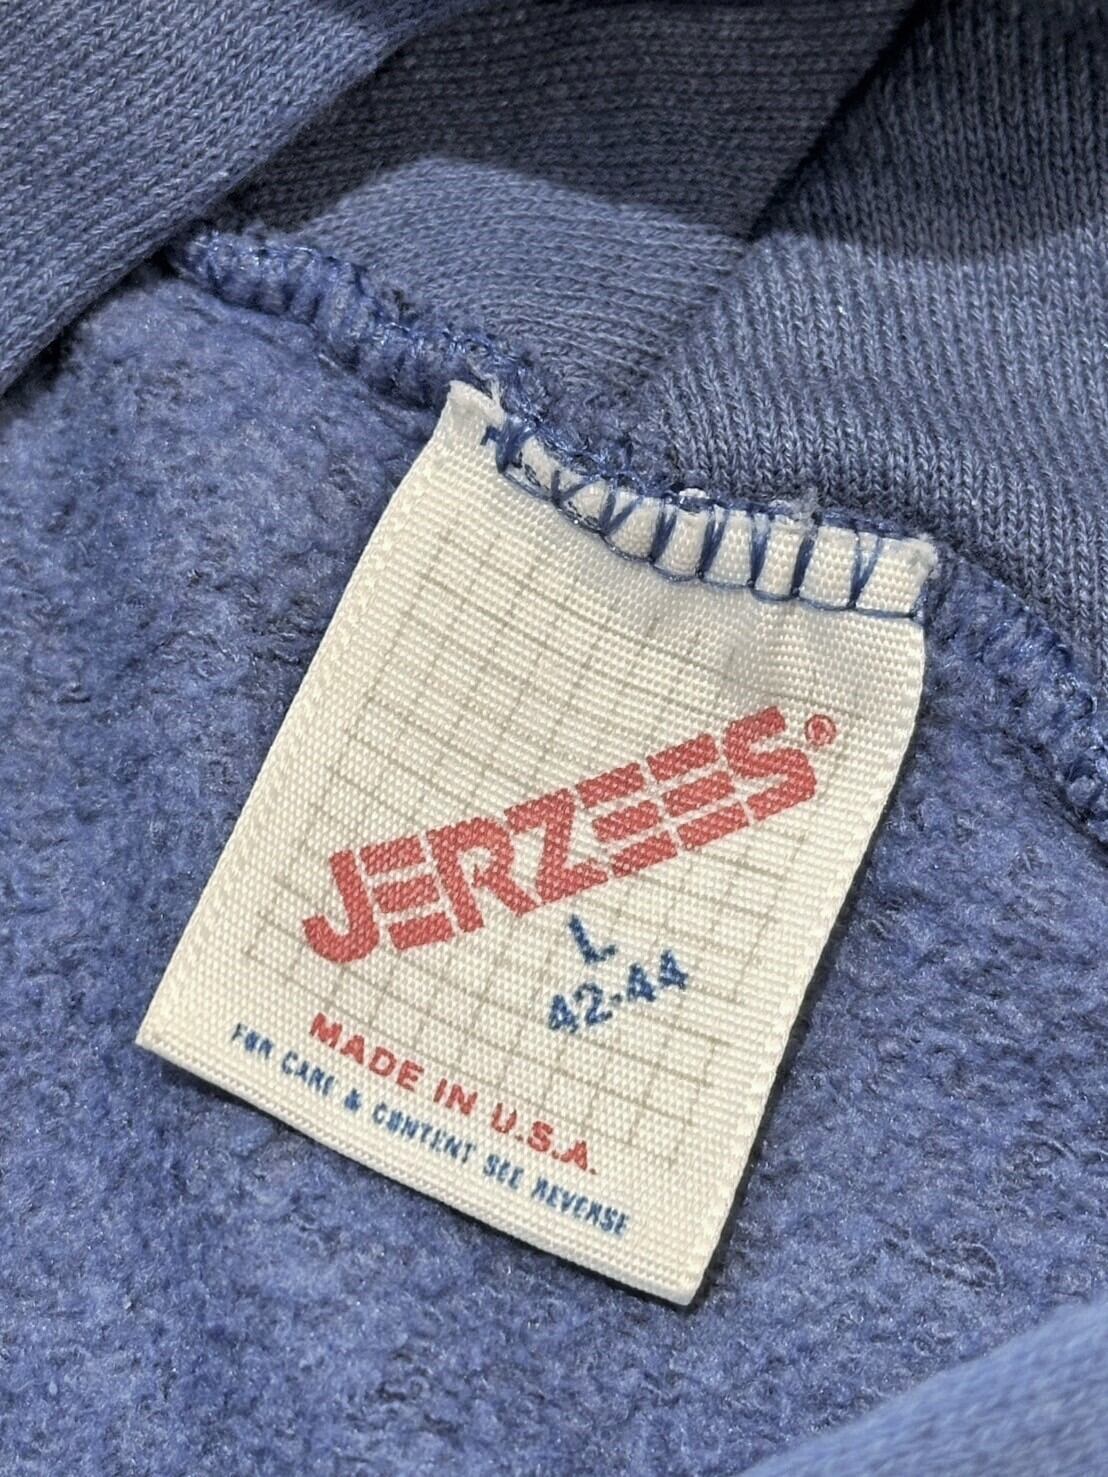 JERZEES®
L
42-44
MADE IN U.S.A.
FOR CARE & CONTENT SEE REVERSE